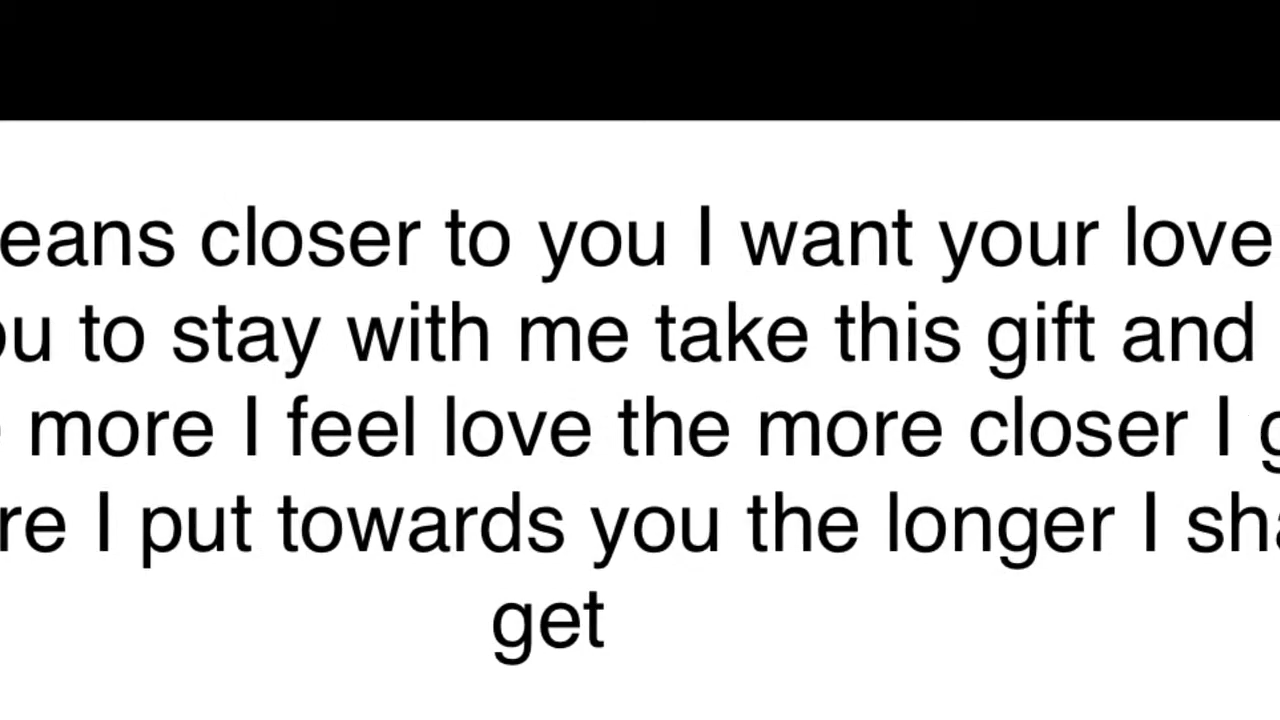 eans closer to you I want your love
ou to stay with me take this gift and
more I feel love the more closer I g
re I put towards you the longer I sha
get